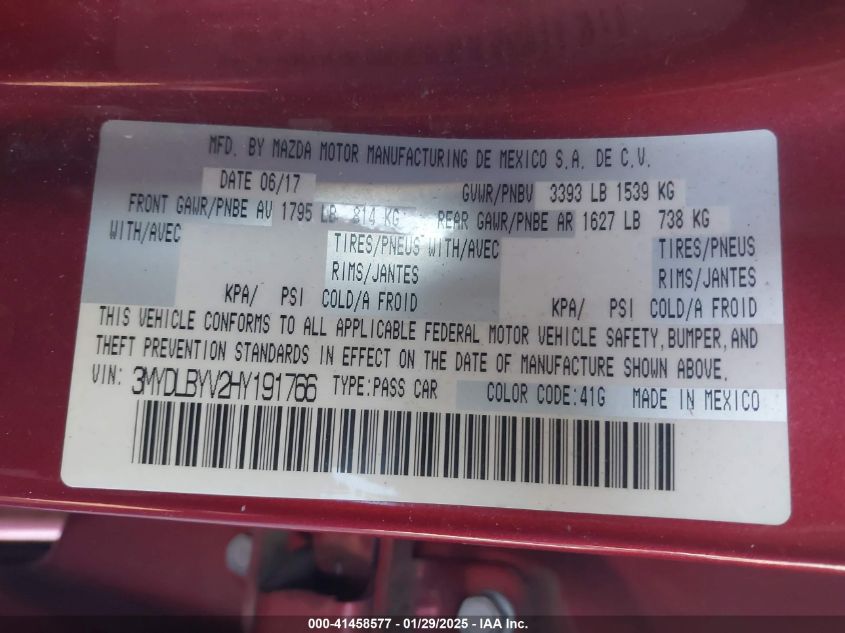 MFD. BY MAZDA MOTOR MANUFACTURING DE MEXICO S.A. DE C.V.
DATE 06/17 GVWR/PNBV 3393 LB 1539 KG
FRONT GAWR/PNBE AV 1795 LB 814 KG REAR GAWR/PNBE AR 1627 LB 738 KG
WITH/AVEC TIRES/PNEUS WITH/AVEC TIRES/PNEUS
RIMS/JANTES RIMS/JANTES
KPA/ PSI COLD/A FROID KPA/ PSI COLD/A FROID
THIS VEHICLE CONFORMS TO ALL APPLICABLE FEDERAL MOTOR VEHICLE SAFETY, BUMPER, AND
THEFT PREVENTION STANDARDS IN EFFECT ON THE DATE OF MANUFACTURE SHOWN ABOVE.
VIN: 3MYDLBYV2HY191766 TYPE:PASS CAR COLOR CODE:41G MADE IN MEXICO
000-41458577 - 01/29/2025 - IAA Inc.